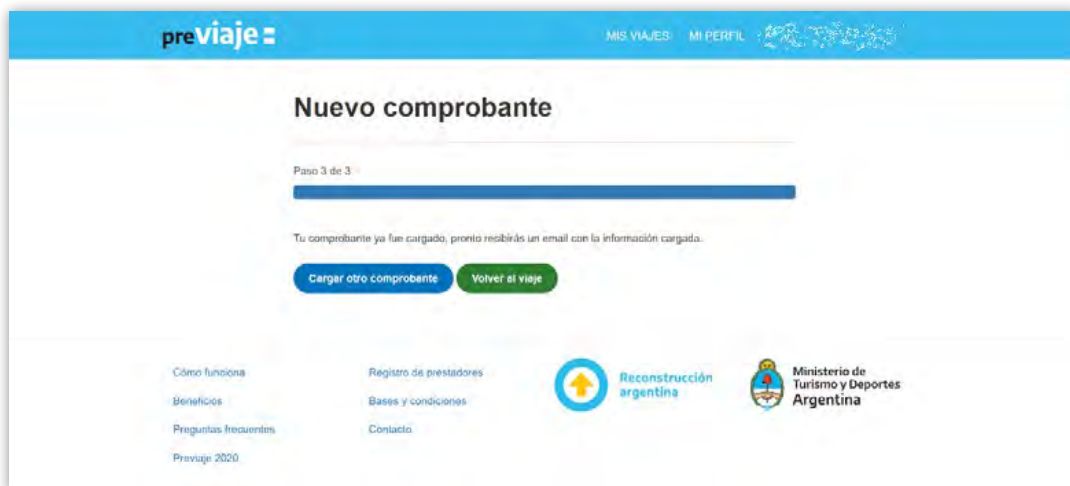 previaje
MIS VIAJES MI PERFIL
Nuevo comprobante
Paso 3 de 3
Tu comprobante ya fue cargado, pronto recibirás un email con la información cargada.
Cargar otro comprobante Volver al viaje
Cómo funciona
Beneficios
Preguntas frecuentes
Previaje 2020
Registro de prestadores
Bases y condiciones
Contacto
Reconstrucción
argentina
Ministerio de
Turismo y Deportes
Argentina